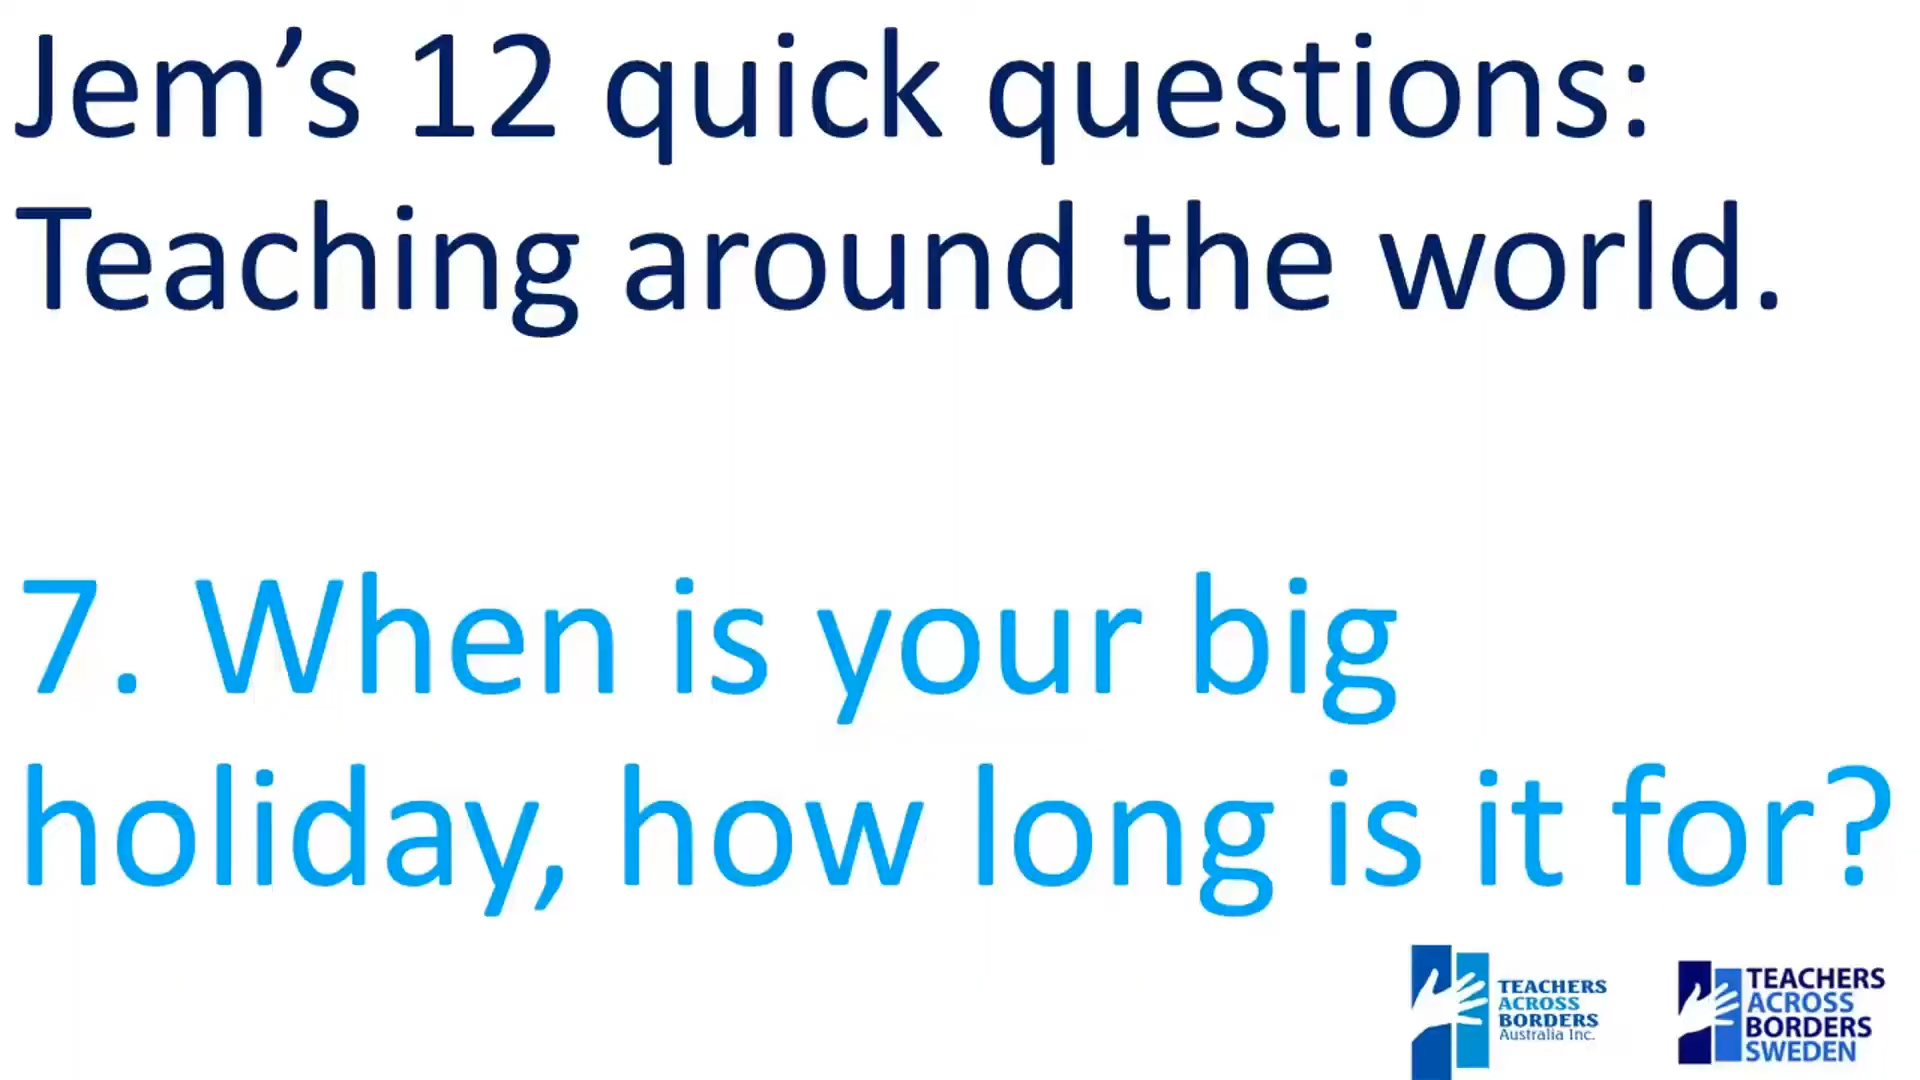 Jem’s 12 quick questions:
Teaching around the world.
7. When is your big
holiday, how long is it for?
TEACHERS
ACROSS
BORDERS
Australia Inc.
TEACHERS
ACROSS
BORDERS
SWEDEN